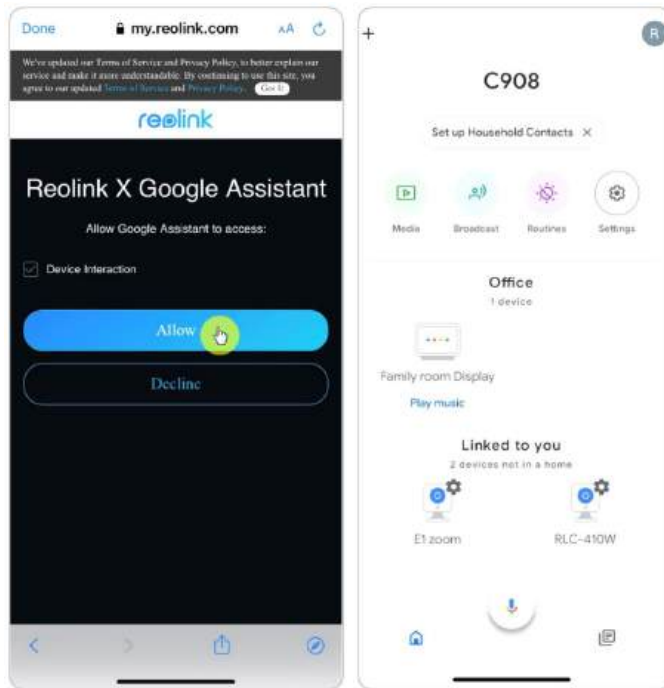 Done
my.reolink.com
AA
We've updated our Terms of Service and Privacy Policy, to better explain our
service and make it more understandable. By continuing to use this site, you
agree to our updated Terms of Service and Privacy Policy. Got It
reolink
Reolink X Google Assistant
Allow Google Assistant to access:
Device Interaction
Allow
Decline
R
C908
Set up Household Contacts
Media
Broadcast
Routines
Settings
Office
1 device
Family room Display
Play music
Linked to you
2 devices not in a home
E1 zoom
RLC-410W